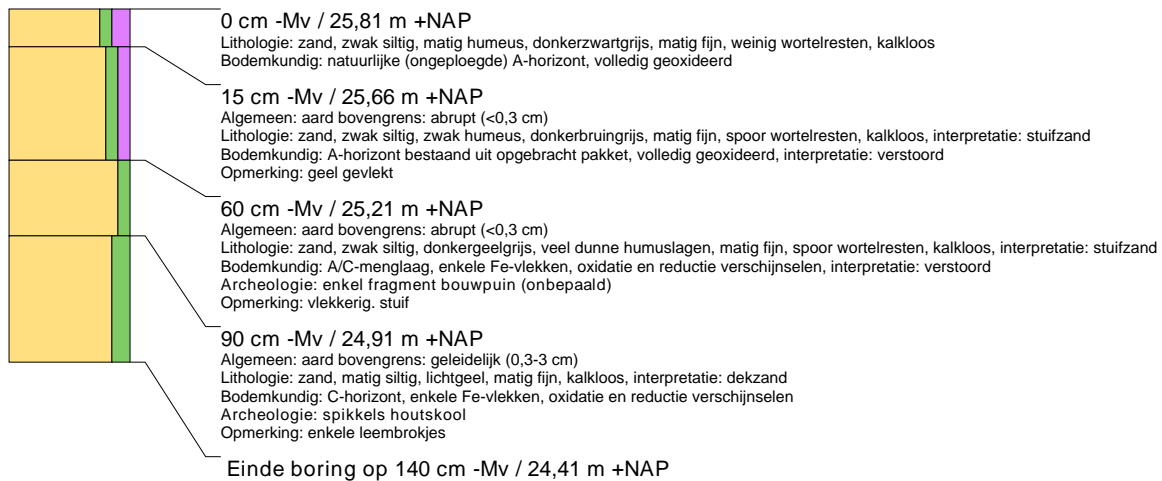 0 cm -Mv / 25,81 m +NAP
Lithologie: zand, zwak siltig, matig humeus, donkerzwartgrijs, matig fijn, weinig wortelresten, kalkloos
Bodemkundig: natuurlijke (ongeploegde) A-horizont, volledig geoxideerd
15 cm -Mv / 25,66 m +NAP
Algemeen: aard bovengrens: abrupt (<0,3 cm)
Lithologie: zand, zwak siltig, zwak humeus, donkerbruingrijs, matig fijn, spoor wortelresten, kalkloos, interpretatie: stuifzand
Bodemkundig: A-horizont bestaand uit opgebracht pakket, volledig geoxideerd, interpretatie: verstoord
Opmerking: geel gevlekt
60 cm -Mv / 25,21 m +NAP
Algemeen: aard bovengrens: abrupt (<0,3 cm)
Lithologie: zand, zwak siltig, donkergeelgrijs, veel dunne humuslagen, matig fijn, spoor wortelresten, kalkloos, interpretatie: stuifzand
Bodemkundig: A/C-menglaag, enkele Fe-vlekken, oxidatie en reductie verschijnselen, interpretatie: verstoord
Archeologie: enkel fragment bouwpuin (onbepaald)
Opmerking: vlekkerig. stuif
90 cm -Mv / 24,91 m +NAP
Algemeen: aard bovengrens: geleidelijk (0,3-3 cm)
Lithologie: zand, matig siltig, lichtgeel, matig fijn, kalkloos, interpretatie: dekzand
Bodemkundig: C-horizont, enkele Fe-vlekken, oxidatie en reductie verschijnselen
Archeologie: spikkels houtskool
Opmerking: enkele leembrokjes
Einde boring op 140 cm -Mv / 24,41 m +NAP